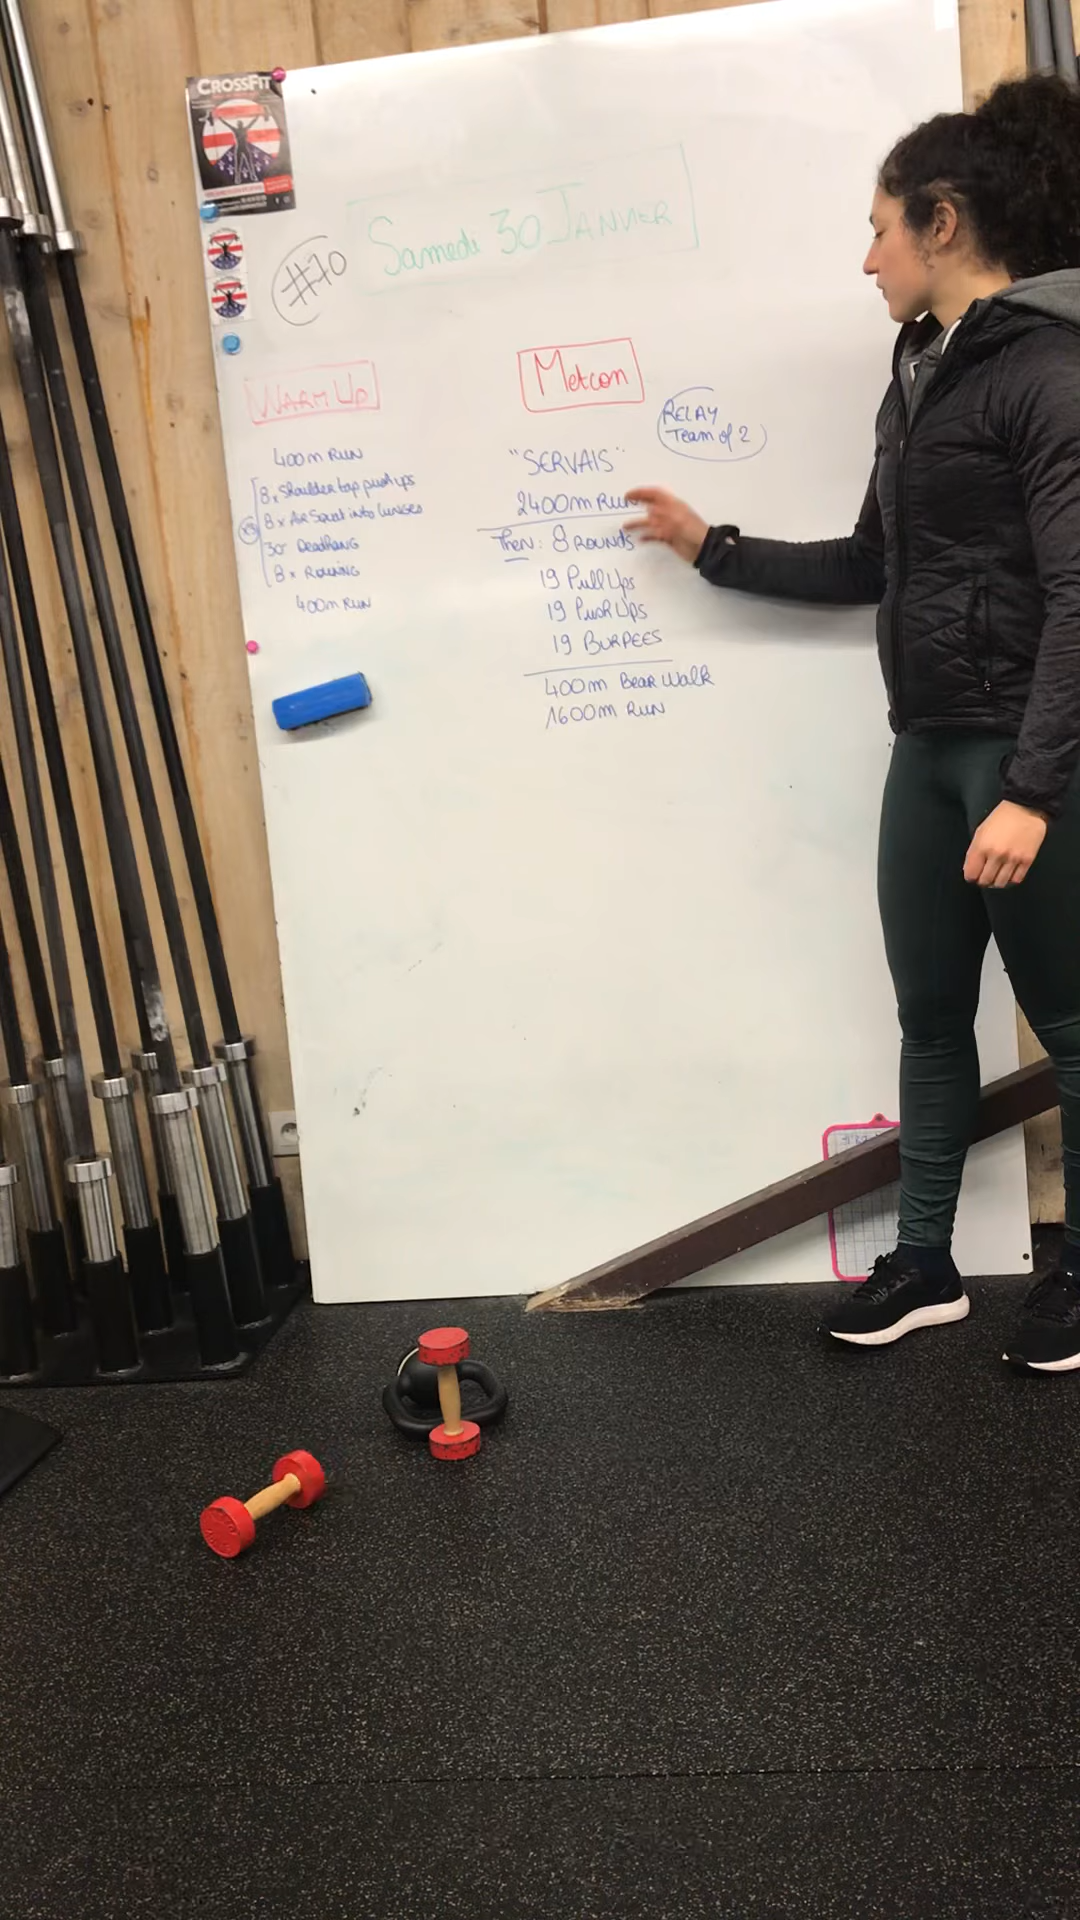 CROSSFIT
#70
Samedi 30 JANVIER
WARM UP
400m RUN
8 x Shoulder tap push ups
8 x AIR Squat into LUNGES
30" DeadHANG
8 x ROWING
x3
400m RUN
Metcon
RELAY
Team of 2
"SERVAIS"
2400m RUN
Then: 8 ROUNDS
19 Pull Ups
19 Push Ups
19 BURPEES
400m Bear Walk
1600m RUN